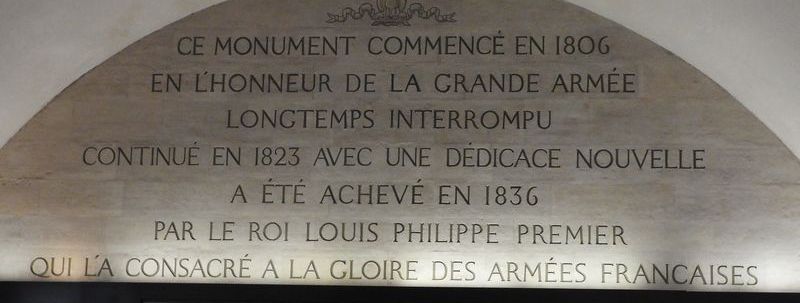 CE MONUMENT COMMENCÉ EN 1806
EN L'HONNEUR DE LA GRANDE ARMÉE
LONGTEMPS INTERROMPU
CONTINUÉ EN 1823 AVEC UNE DÉDICACE NOUVELLE
A ÉTÉ ACHEVÉ EN 1836
PAR LE ROI LOUIS PHILIPPE PREMIER
QUI L'A CONSACRÉ A LA GLOIRE DES ARMÉES FRANCAISES